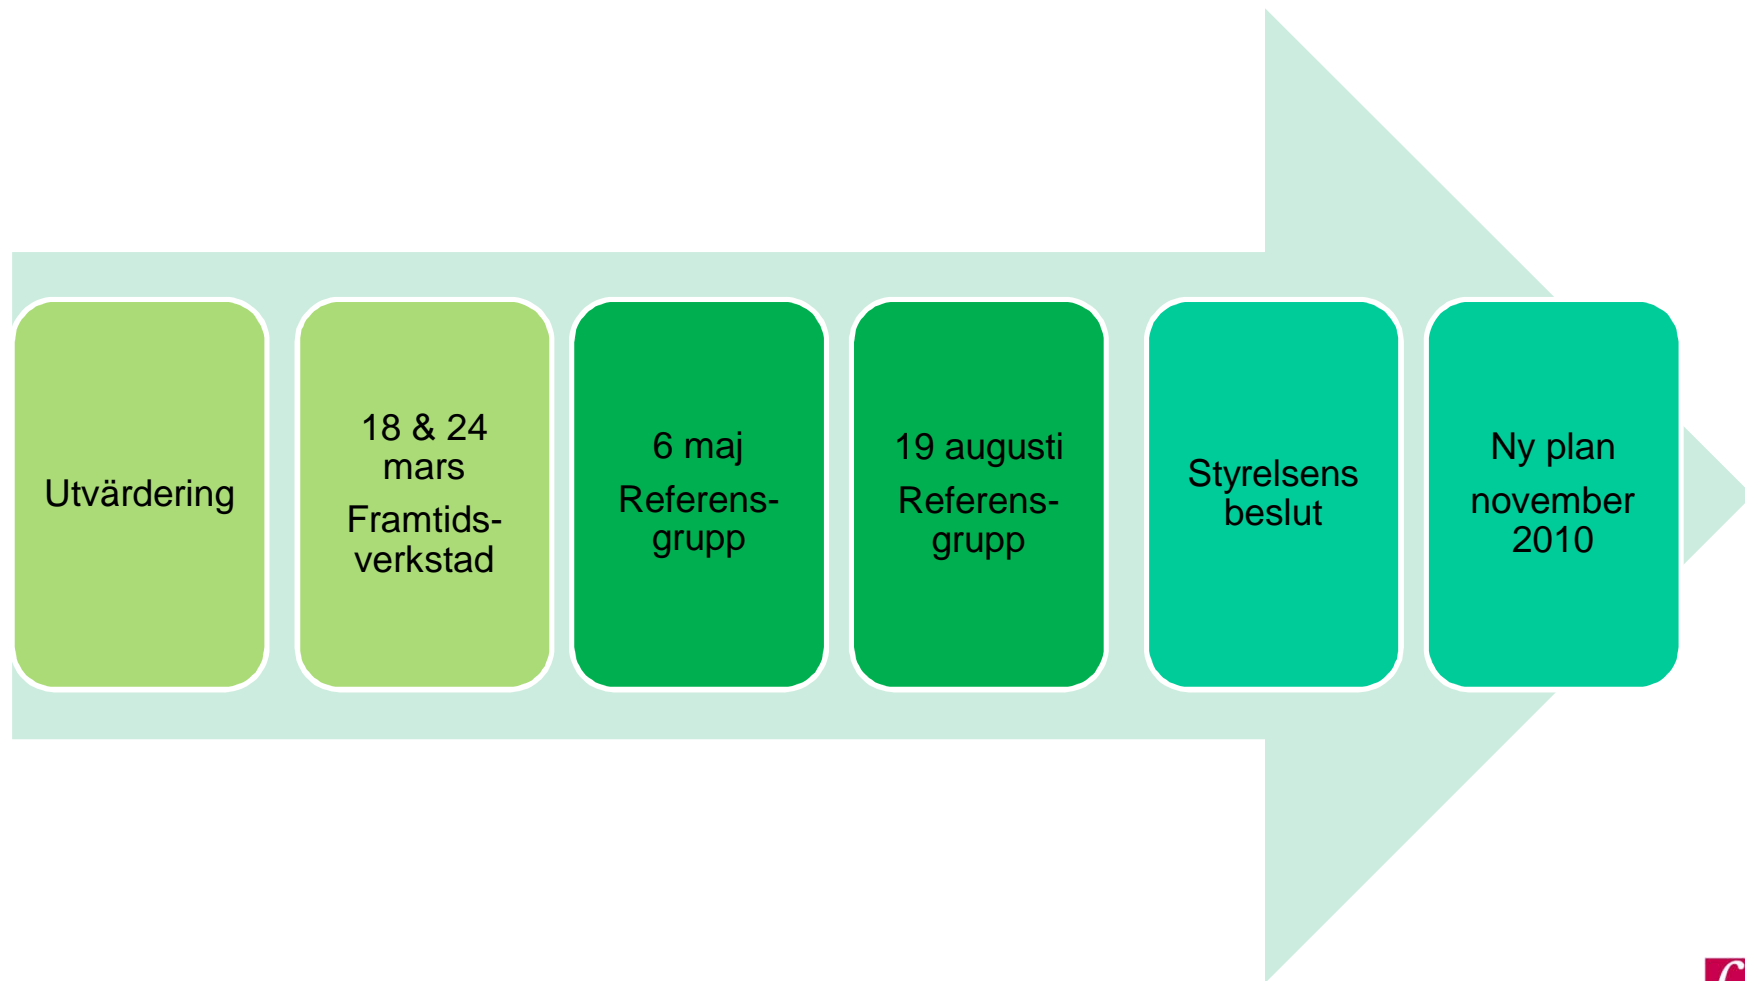 Utvärdering
18 & 24
mars
Framtids-
verkstad
6 maj
Referens-
grupp
19 augusti
Referens-
grupp
Styrelsens
beslut
Ny plan
november
2010